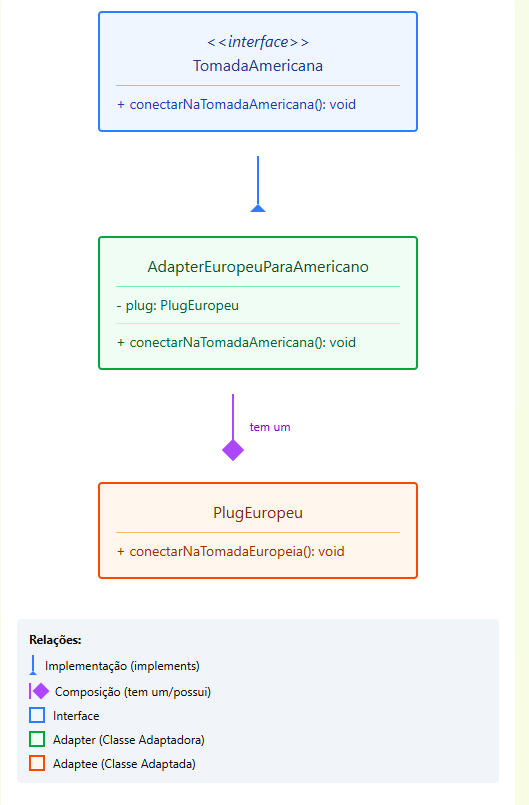 <<interface>>
TomadaAmericana
+ conectarNaTomadaAmericana(): void
AdapterEuropeuParaAmericano
- plug: PlugEuropeu
+ conectarNaTomadaAmericana(): void
tem um
PlugEuropeu
+ conectarNaTomadaEuropeia(): void
Relações:
Implementação (implements)
Composição (tem um/possui)
Interface
Adapter (Classe Adaptadora)
Adaptee (Classe Adaptada)